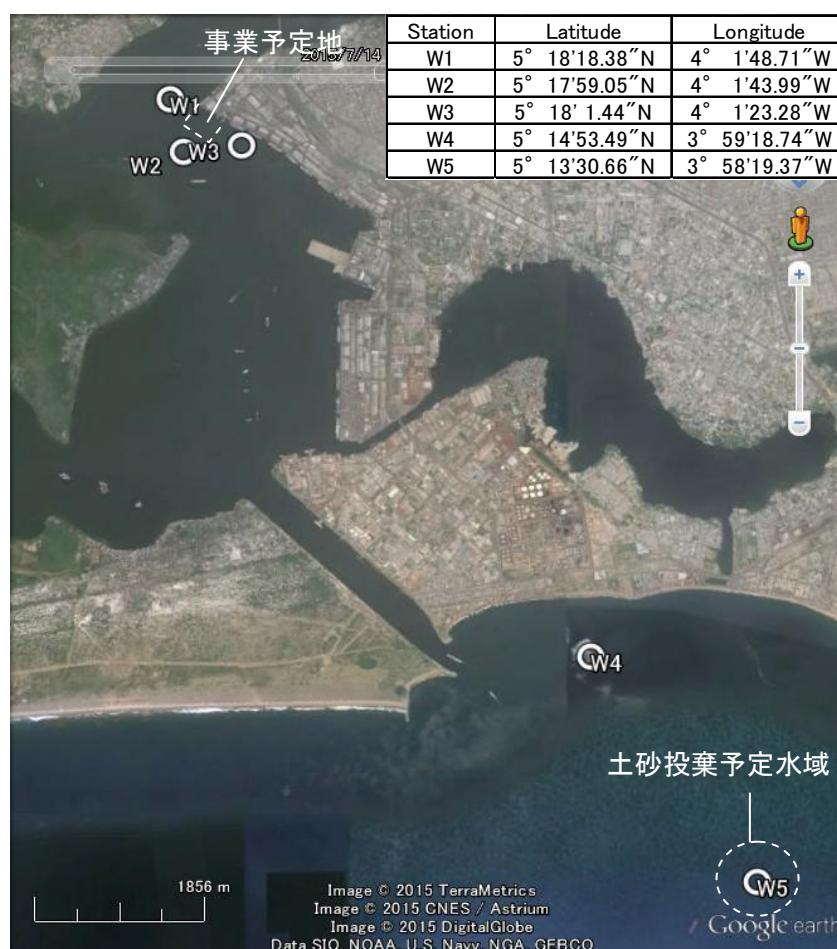 事業予定地
2015/7/14
Station Latitude Longitude
W1 5° 18'18.38"N 4° 1'48.71"W
W2 5° 17'59.05"N 4° 1'43.99"W
W3 5° 18' 1.44"N 4° 1'23.28"W
W4 5° 14'53.49"N 3° 59'18.74"W
W5 5° 13'30.66"N 3° 58'19.37"W
W1
W2 W3
W4
土砂投棄予定水域
W5
1856 m
Image © 2015 TerraMetrics
Image © 2015 CNES / Astrium
Image © 2015 DigitalGlobe
Data SIO, NOAA, U.S. Navy, NGA, GEBCO
Google earth